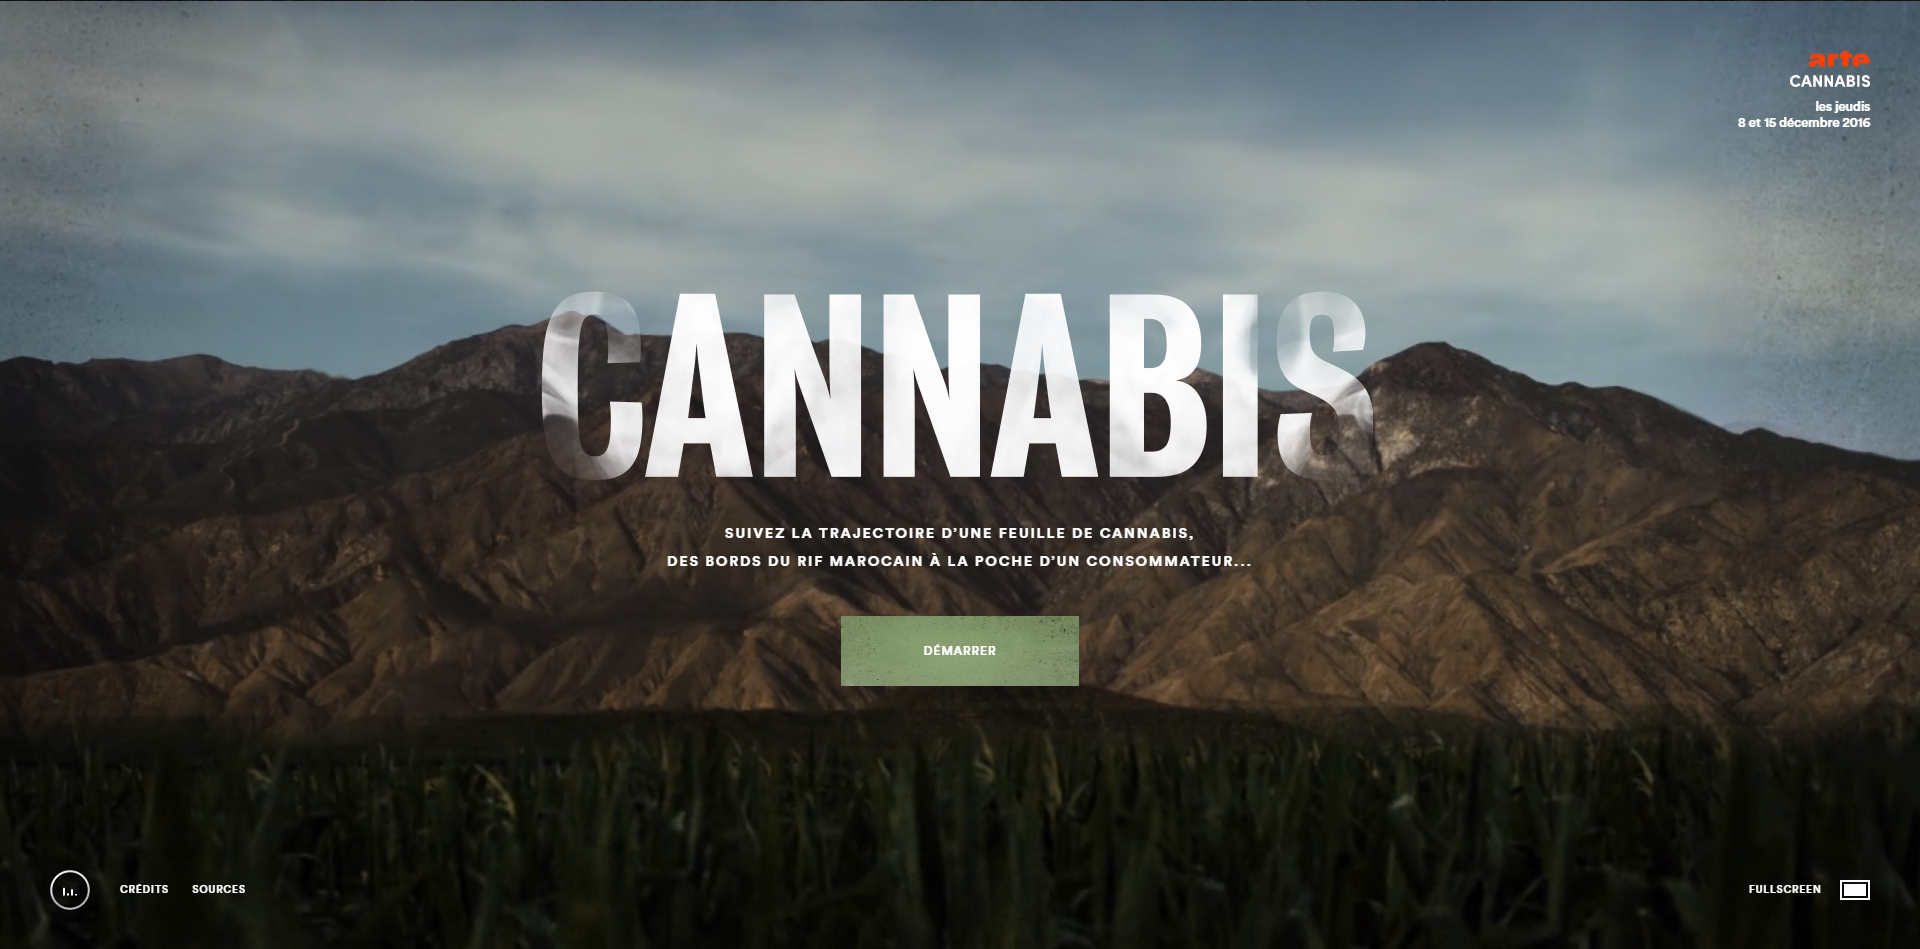 arte
CANNABIS
les jeudis
8 et 15 décembre 2016
CANNABIS
SUIVEZ LA TRAJECTOIRE D’UNE FEUILLE DE CANNABIS,
DES BORDS DU RIF MAROCAIN À LA POCHE D’UN CONSOMMATEUR...
DÉMARRER
CRÉDITS SOURCES
FULLSCREEN